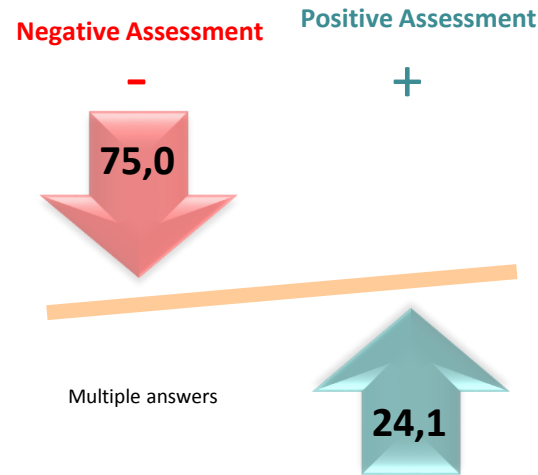 Negative Assessment
Positive Assessment
-
+
75,0
Multiple answers
24,1